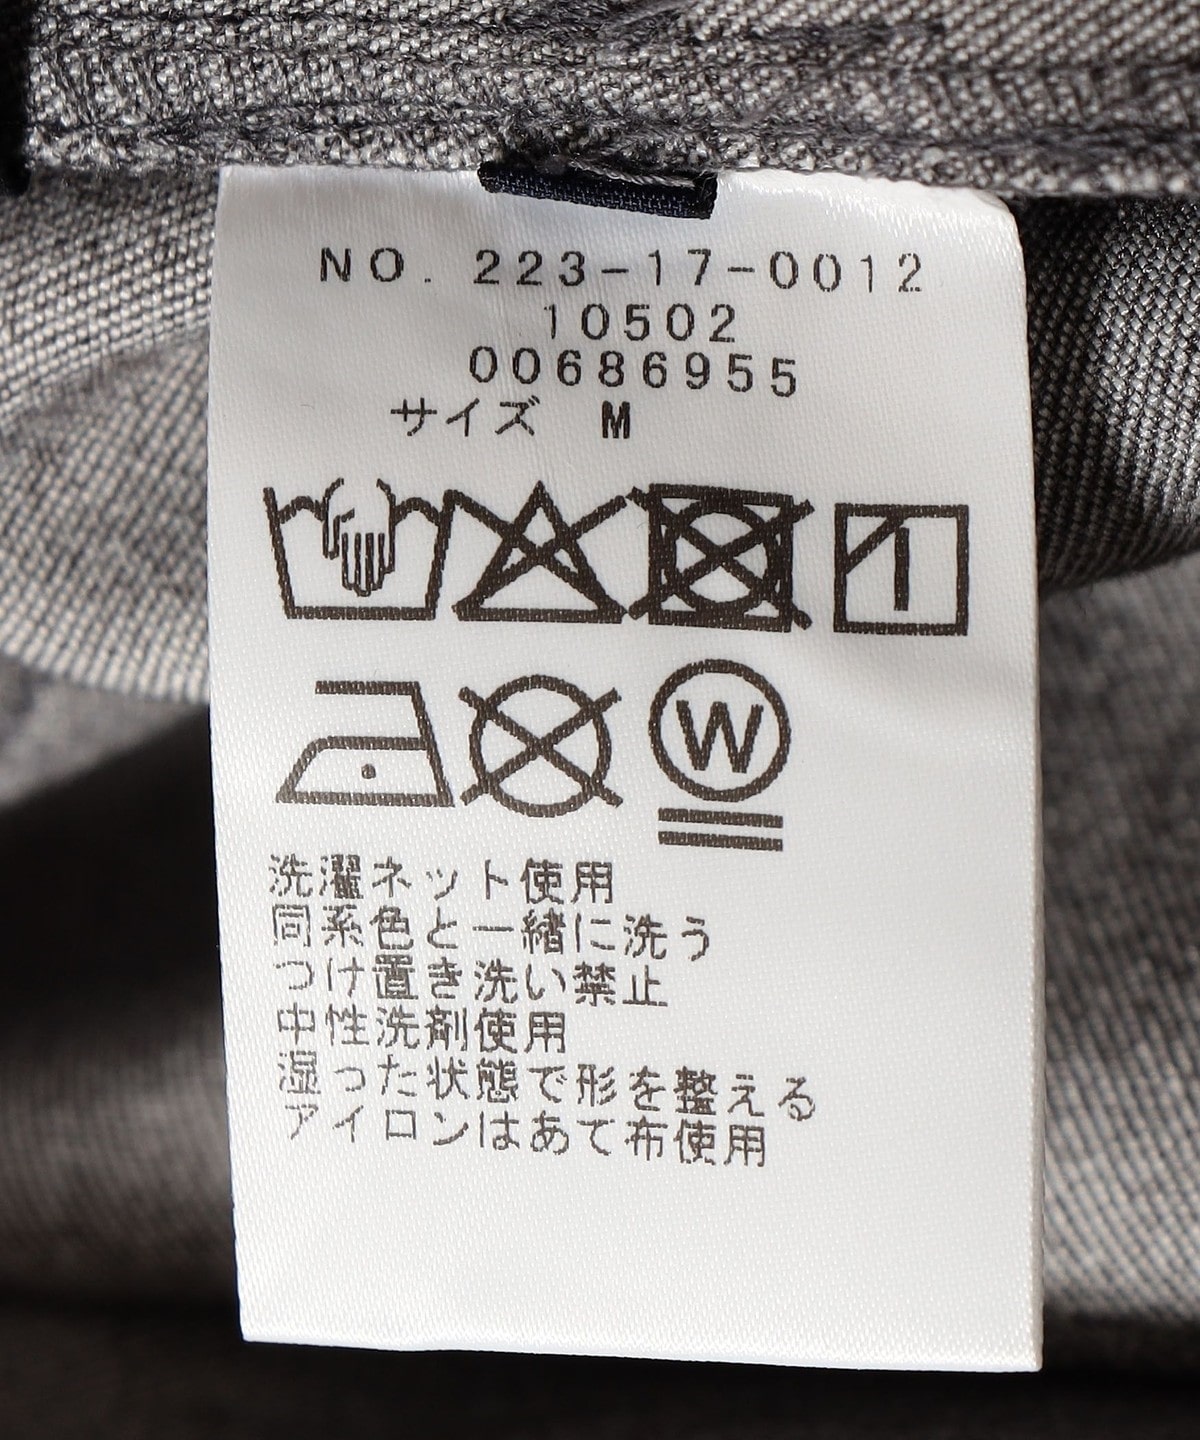 NO. 223-17-0012
10502
00686955
サイズ M
W
洗濯ネット使用
同系色と一緒に洗う
つけ置き洗い禁止
中性洗剤使用
湿った状態で形を整える
アイロンはあて布使用